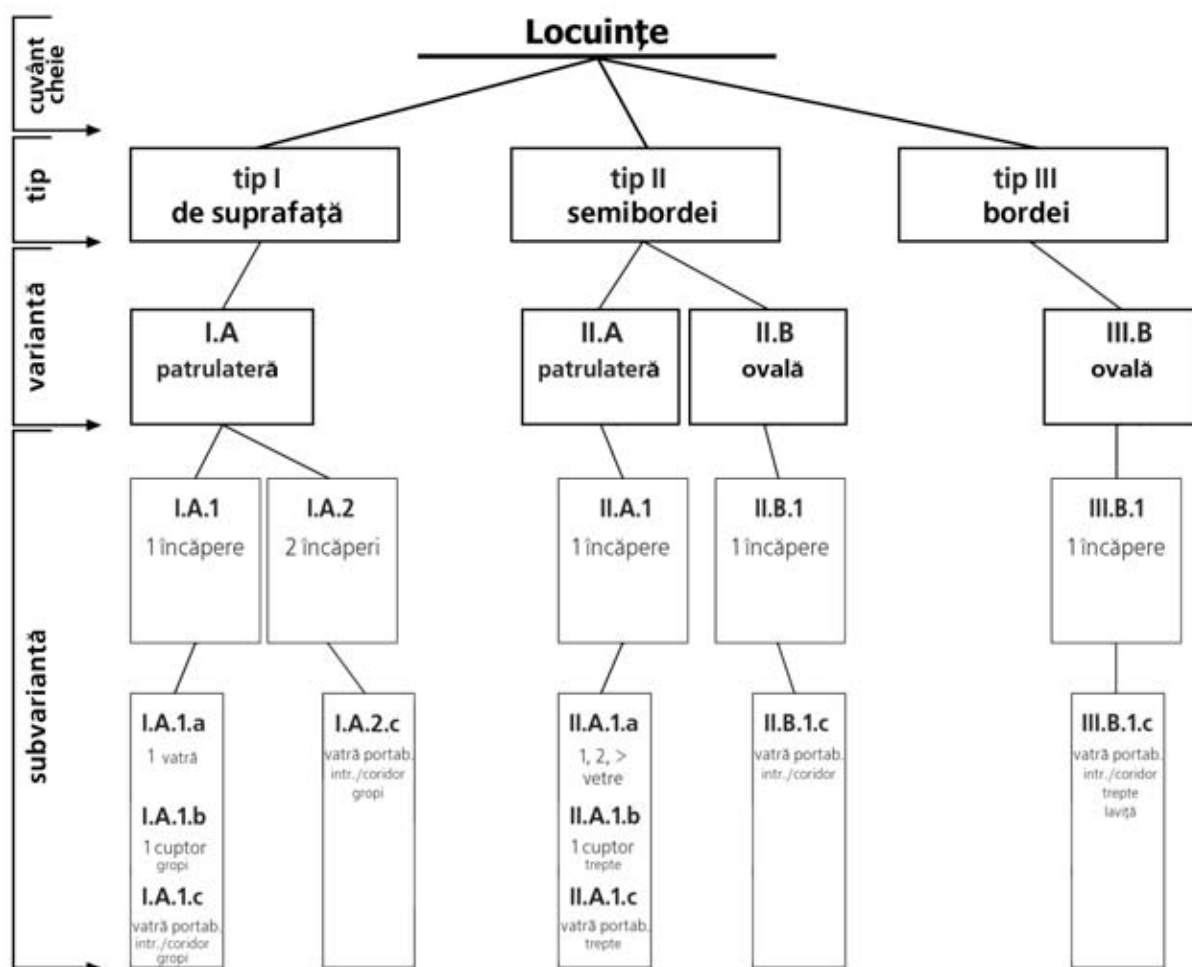 Locuințe
cuvânt
cheie
tip
tip I
de suprafață
tip II
semibordei
tip III
bordei
variantă
I.A
patrulateră
II.A
patrulateră
II.B
ovală
III.B
ovală
subvariantă
I.A.1
1 încăpere
I.A.2
2 încăperi
II.A.1
1 încăpere
II.B.1
1 încăpere
III.B.1
1 încăpere
I.A.1.a
1 vatră
I.A.1.b
1 cuptor
gropi
I.A.1.c
vatră portab.
intr./coridor
gropi
I.A.2.c
vatră portab.
intr./coridor
gropi
II.A.1.a
1, 2, >
vetre
II.A.1.b
1 cuptor
trepte
II.A.1.c
vatră portab.
trepte
II.B.1.c
vatră portab.
intr./coridor
III.B.1.c
vatră portab.
intr./coridor
trepte
laviță